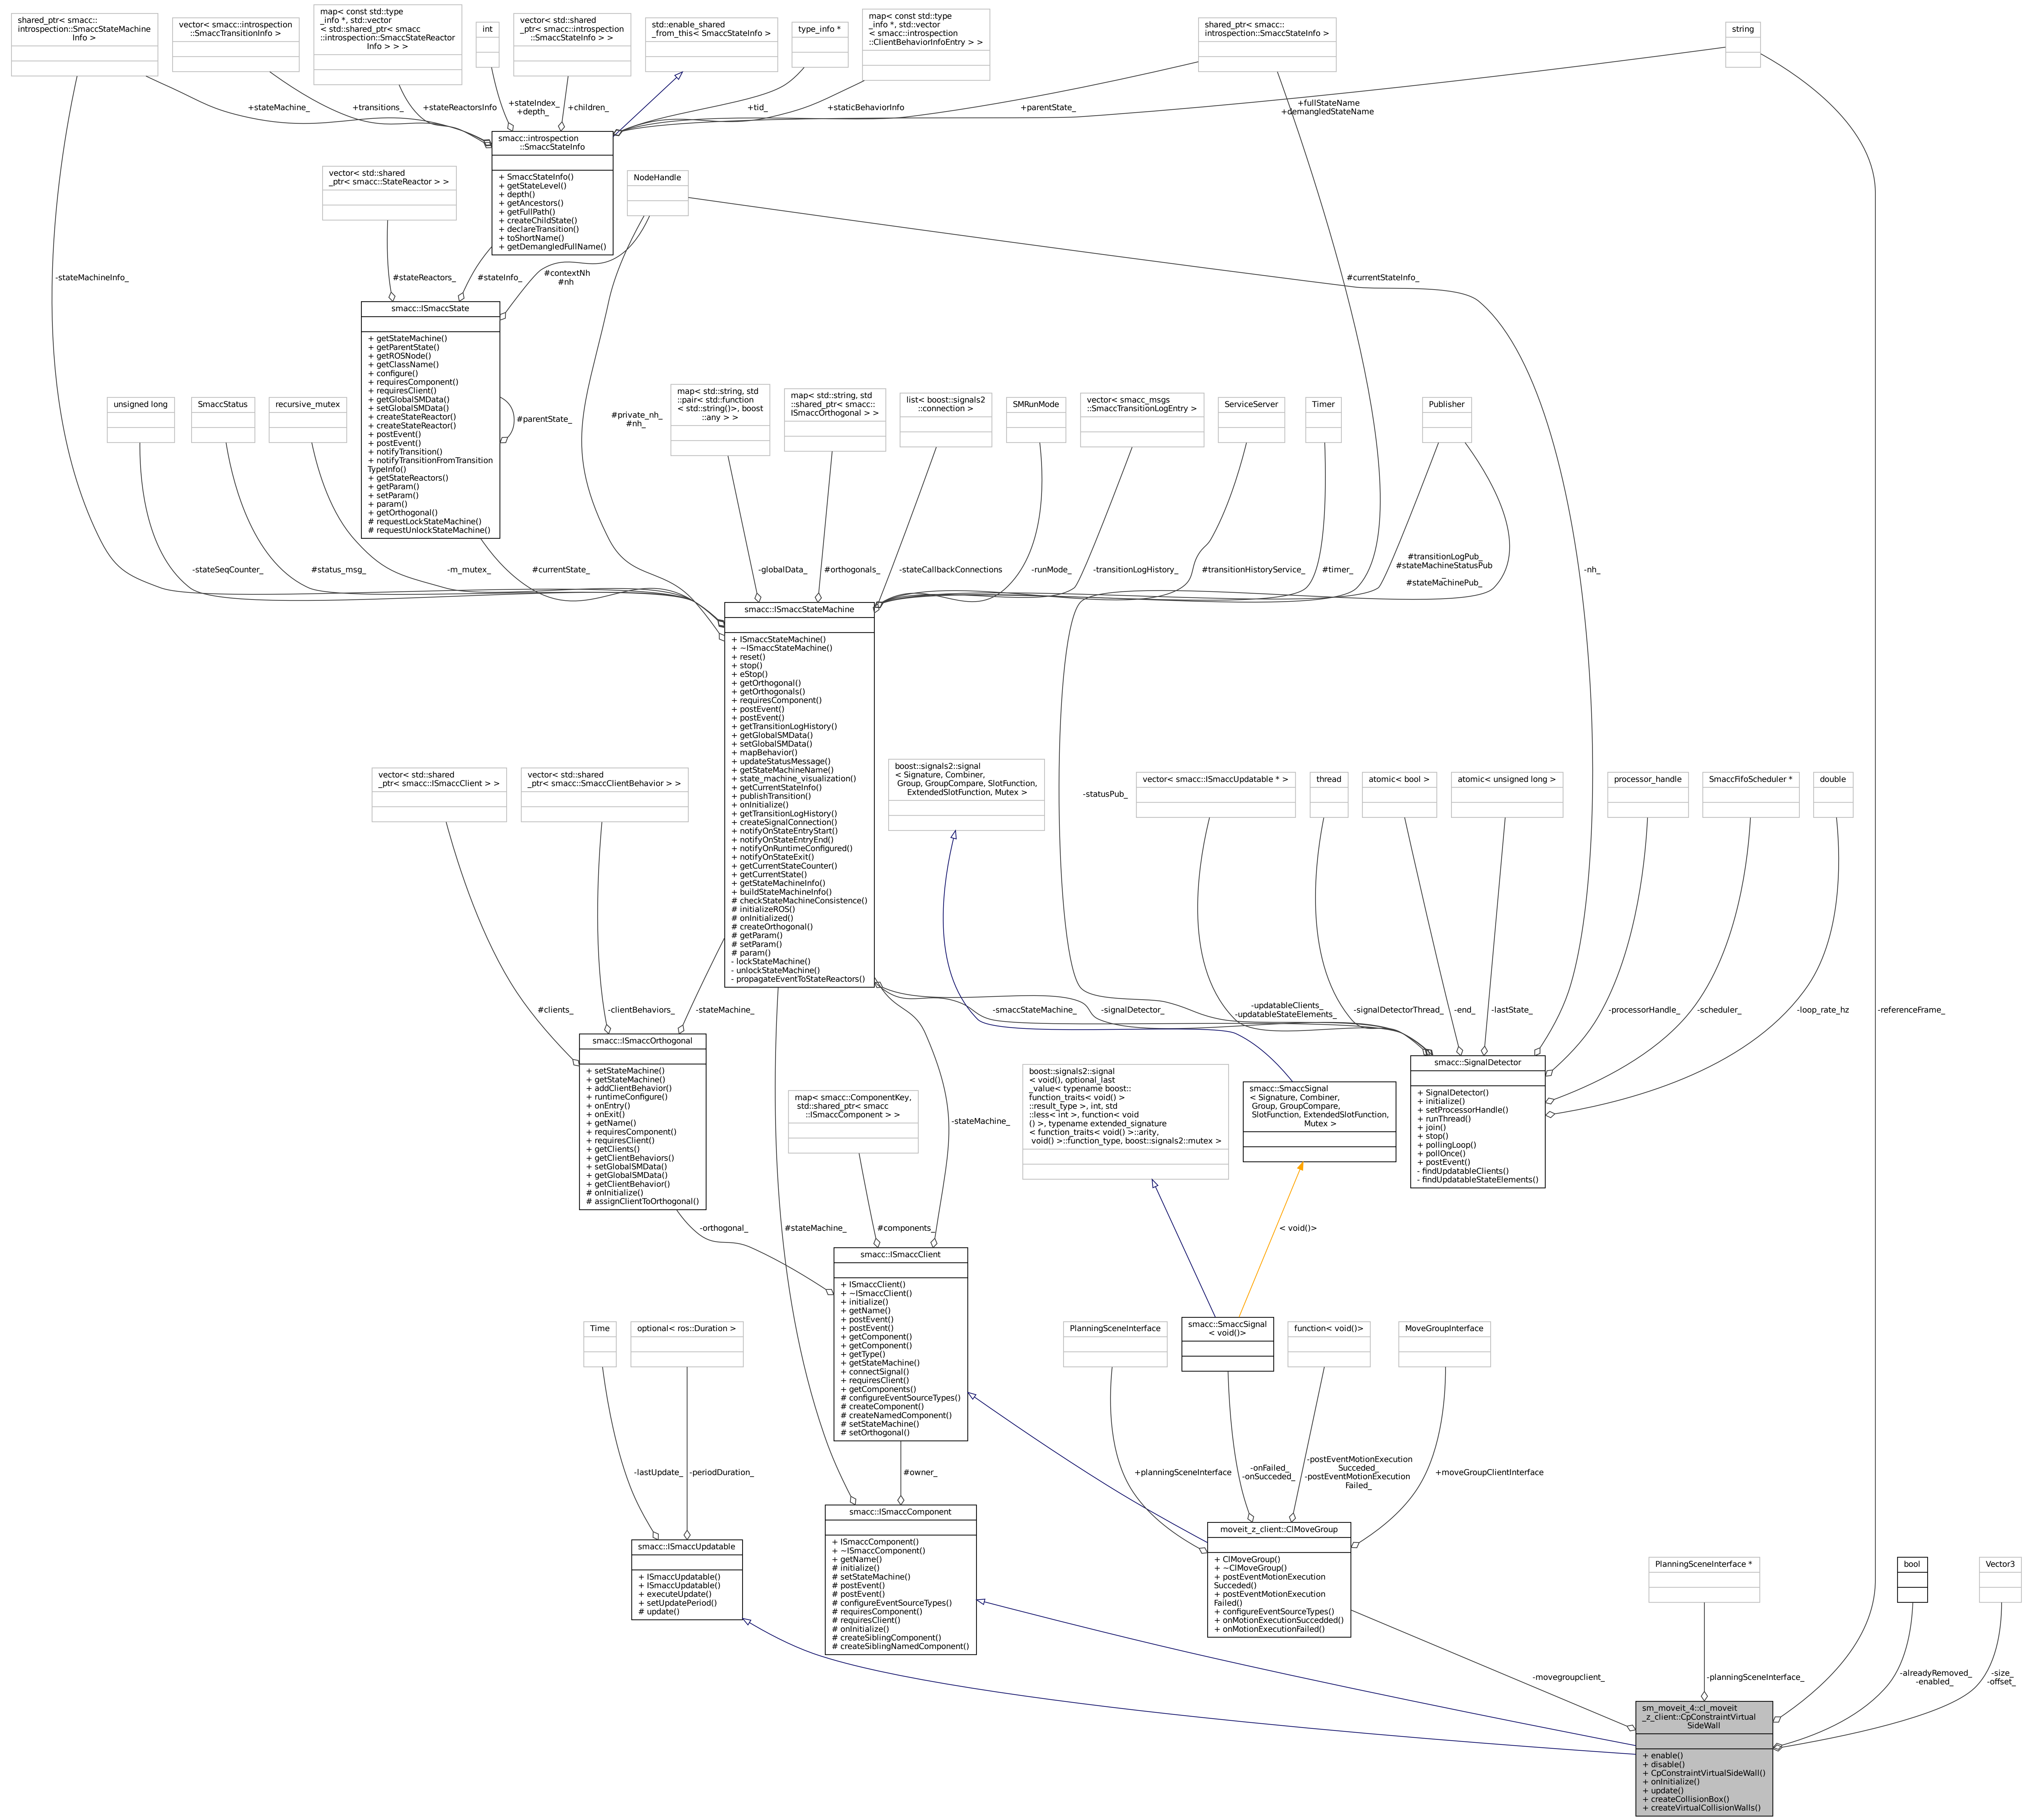 shared_ptr< smacc::
introspection::SmaccStateMachine
Info >
vector< smacc::introspection
::SmaccTransitionInfo >
map< const std::type
_info *, std::vector
< std::shared_ptr< smacc
::introspection::SmaccStateReactor
Info > > >
int
vector< std::shared
_ptr< smacc::introspection
::SmaccStateInfo > >
std::enable_shared
_from_this< SmaccStateInfo >
type_info *
map< const std::type
_info *, std::vector
< smacc::introspection
::ClientBehaviorInfoEntry > >
shared_ptr< smacc::
introspection::SmaccStateInfo >
string
+stateMachine_
+transitions_
+stateReactorsInfo
+stateIndex_
+depth_
+children_
+tid_
+staticBehaviorInfo
+parentState_
+fullStateName
+demangledStateName
smacc::introspection
::SmaccStateInfo
+ SmaccStateInfo()
+ getStateLevel()
+ depth()
+ getAncestors()
+ getFullPath()
+ createChildState()
+ declareTransition()
+ toShortName()
+ getDemangledFullName()
vector< std::shared
_ptr< smacc::StateReactor > >
NodeHandle
-stateMachineInfo_
#stateReactors_
#stateInfo_
#contextNh
#nh
#currentStateInfo_
smacc::ISmaccState
+ getStateMachine()
+ getParentState()
+ getROSNode()
+ getClassName()
+ configure()
+ requiresComponent()
+ requiresClient()
+ getGlobalSMData()
+ setGlobalSMData()
+ createStateReactor()
+ createStateReactor()
+ postEvent()
+ postEvent()
+ notifyTransition()
+ notifyTransitionFromTransition
TypeInfo()
+ getStateReactors()
+ getParam()
+ setParam()
+ param()
+ getOrthogonal()
# requestLockStateMachine()
# requestUnlockStateMachine()
#parentState_
unsigned long
SmaccStatus
recursive_mutex
#private_nh_
#nh_
map< std::string, std
::pair< std::function
< std::string()>, boost
::any > >
map< std::string, std
::shared_ptr< smacc::
ISmaccOrthogonal > >
list< boost::signals2
::connection >
SMRunMode
vector< smacc_msgs
::SmaccTransitionLogEntry >
ServiceServer
Timer
Publisher
-stateSeqCounter_
#status_msg_
-m_mutex_
#currentState_
-globalData_
#orthogonals_
-stateCallbackConnections
-runMode_
-transitionLogHistory_
#transitionHistoryService_
#timer_
#transitionLogPub_
#stateMachineStatusPub
_
#stateMachinePub_
-nh_
smacc::ISmaccStateMachine
+ ISmaccStateMachine()
+ ~ISmaccStateMachine()
+ reset()
+ stop()
+ eStop()
+ getOrthogonal()
+ getOrthogonals()
+ requiresComponent()
+ postEvent()
+ postEvent()
+ getTransitionLogHistory()
+ getGlobalSMData()
+ setGlobalSMData()
+ mapBehavior()
+ updateStatusMessage()
+ getStateMachineName()
+ state_machine_visualization()
+ getCurrentStateInfo()
+ publishTransition()
+ onInitialize()
+ getTransitionLogHistory()
+ createSignalConnection()
+ notifyOnStateEntryStart()
+ notifyOnStateEntryEnd()
+ notifyOnRuntimeConfigured()
+ notifyOnStateExit()
+ getCurrentStateCounter()
+ getCurrentState()
+ getStateMachineInfo()
+ buildStateMachineInfo()
# checkStateMachineConsistence()
# initializeROS()
# onInitialized()
# createOrthogonal()
# getParam()
# setParam()
# param()
- lockStateMachine()
- unlockStateMachine()
- propagateEventToStateReactors()
vector< std::shared
_ptr< smacc::ISmaccClient > >
vector< std::shared
_ptr< smacc::SmaccClientBehavior > >
boost::signals2::signal
< Signature, Combiner,
Group, GroupCompare, SlotFunction,
ExtendedSlotFunction, Mutex >
-statusPub_
vector< smacc::ISmaccUpdatable * >
thread
atomic< bool >
atomic< unsigned long >
processor_handle
SmaccFifoScheduler *
double
#clients_
-clientBehaviors_
-stateMachine_
-smaccStateMachine_
-signalDetector_
-updatableClients_
-updatableStateElements_
-signalDetectorThread_
-end_
-lastState_
-processorHandle_
-scheduler_
-loop_rate_hz
-referenceFrame_
smacc::ISmaccOrthogonal
+ setStateMachine()
+ getStateMachine()
+ addClientBehavior()
+ runtimeConfigure()
+ onEntry()
+ onExit()
+ getName()
+ requiresComponent()
+ requiresClient()
+ getClients()
+ getClientBehaviors()
+ setGlobalSMData()
+ getGlobalSMData()
+ getClientBehavior()
# onInitialize()
# assignClientToOrthogonal()
map< smacc::ComponentKey,
std::shared_ptr< smacc
::ISmaccComponent > >
-stateMachine_
boost::signals2::signal
< void(), optional_last
_value< typename boost::
function_traits< void() >
::result_type >, int, std
::less< int >, function< void
() >, typename extended_signature
< function_traits< void() >::arity,
void() >::function_type, boost::signals2::mutex >
smacc::SmaccSignal
< Signature, Combiner,
Group, GroupCompare,
SlotFunction, ExtendedSlotFunction,
Mutex >
smacc::SignalDetector
+ SignalDetector()
+ initialize()
+ setProcessorHandle()
+ runThread()
+ join()
+ stop()
+ pollingLoop()
+ pollOnce()
+ postEvent()
- findUpdatableClients()
- findUpdatableStateElements()
-orthogonal_
#stateMachine_
#components_
< void()>
smacc::ISmaccClient
+ ISmaccClient()
+ ~ISmaccClient()
+ initialize()
+ getName()
+ postEvent()
+ postEvent()
+ getComponent()
+ getComponent()
+ getType()
+ getStateMachine()
+ connectSignal()
+ requiresClient()
+ getComponents()
# configureEventSourceTypes()
# createComponent()
# createNamedComponent()
# setStateMachine()
# setOrthogonal()
Time
optional< ros::Duration >
PlanningSceneInterface
smacc::SmaccSignal
< void()>
function< void()>
MoveGroupInterface
-lastUpdate_
-periodDuration_
#owner_
+planningSceneInterface
-onFailed_
-onSucceded_
-postEventMotionExecution
Succeded_
-postEventMotionExecution
Failed_
+moveGroupClientInterface
smacc::ISmaccUpdatable
+ ISmaccUpdatable()
+ ISmaccUpdatable()
+ executeUpdate()
+ setUpdatePeriod()
# update()
smacc::ISmaccComponent
+ ISmaccComponent()
+ ~ISmaccComponent()
+ getName()
# initialize()
# setStateMachine()
# postEvent()
# postEvent()
# configureEventSourceTypes()
# requiresComponent()
# requiresClient()
# onInitialize()
# createSiblingComponent()
# createSiblingNamedComponent()
moveit_z_client::ClMoveGroup
+ ClMoveGroup()
+ ~ClMoveGroup()
+ postEventMotionExecution
Succeded()
+ postEventMotionExecution
Failed()
+ configureEventSourceTypes()
+ onMotionExecutionSuccedded()
+ onMotionExecutionFailed()
PlanningSceneInterface *
bool
Vector3
-movegroupclient_
-planningSceneInterface_
-alreadyRemoved_
-enabled_
-size_
-offset_
sm_moveit_4::cl_moveit
_z_client::CpConstraintVirtual
SideWall
+ enable()
+ disable()
+ CpConstraintVirtualSideWall()
+ onInitialize()
+ update()
+ createCollisionBox()
+ createVirtualCollisionWalls()